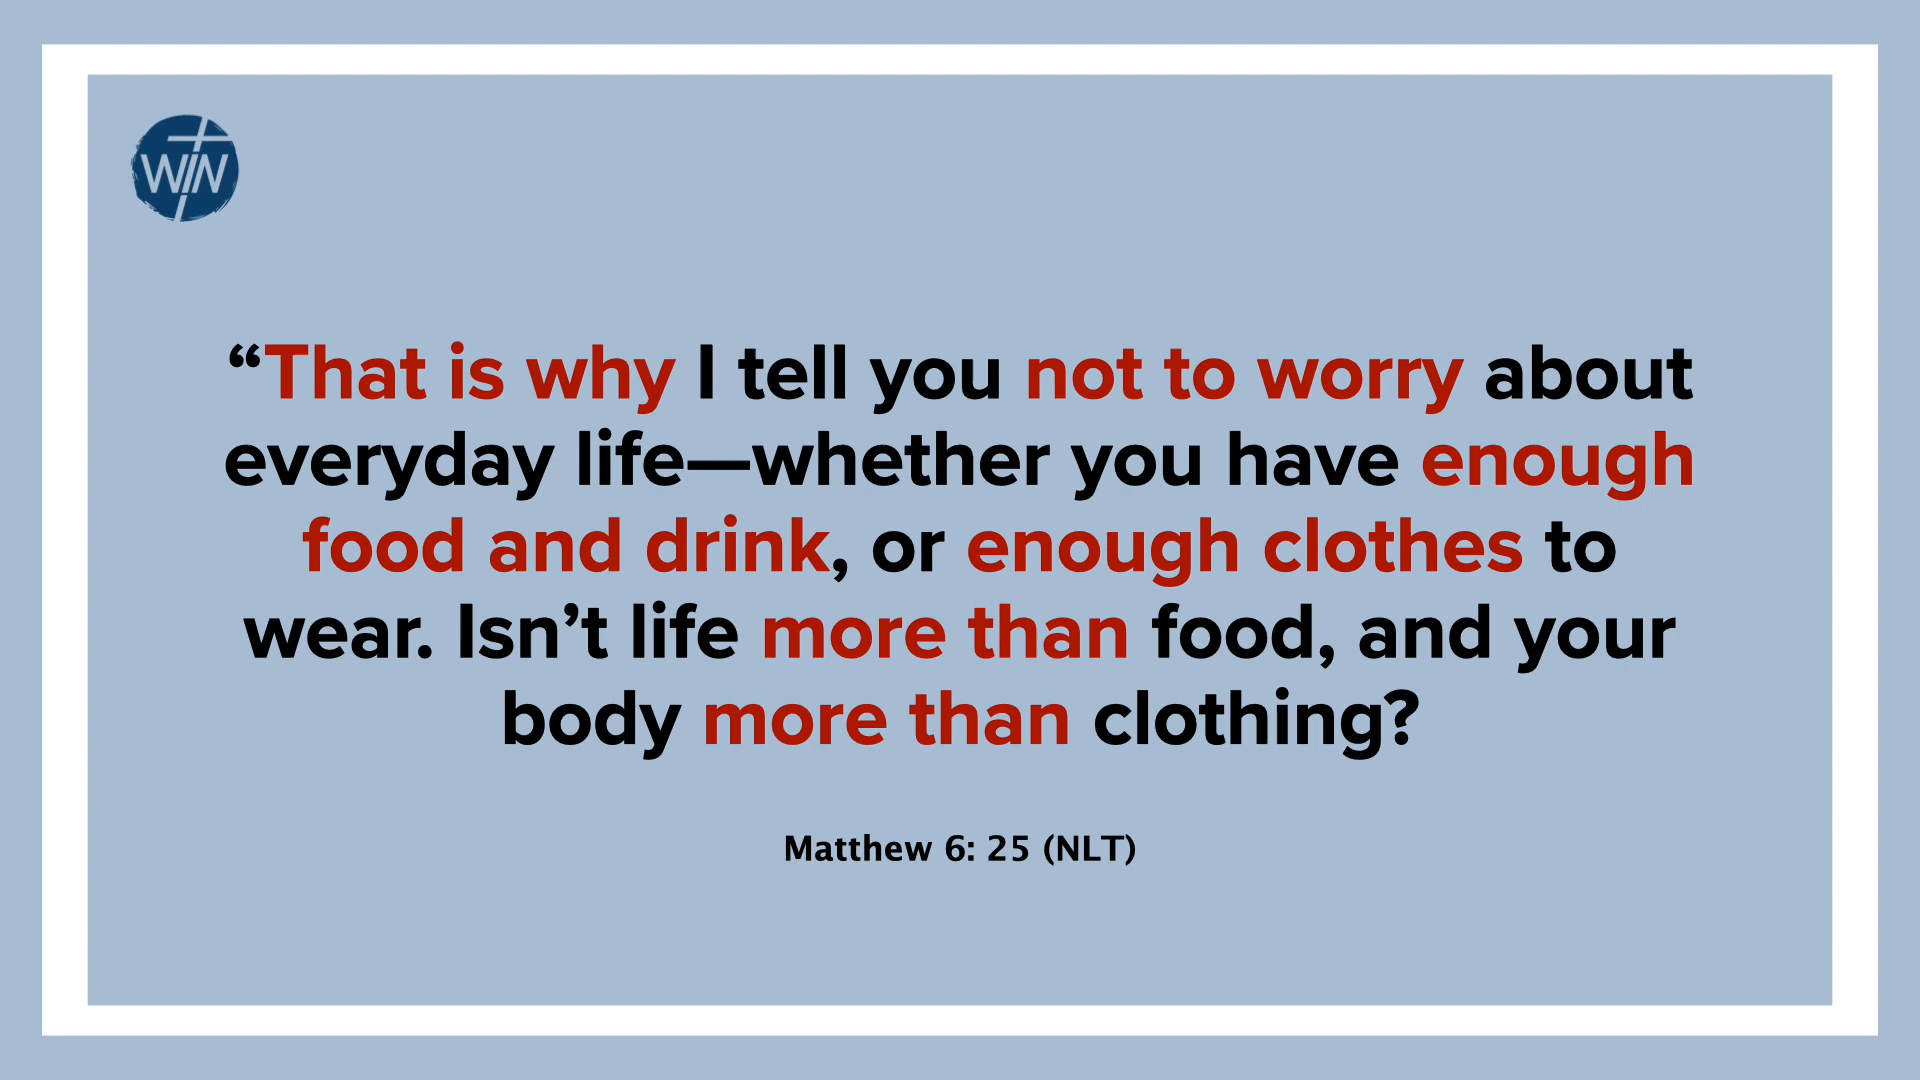 WIN
“That is why I tell you not to worry about
everyday life—whether you have enough
food and drink, or enough clothes to
wear. Isn’t life more than food, and your
body more than clothing?
Matthew 6: 25 (NLT)